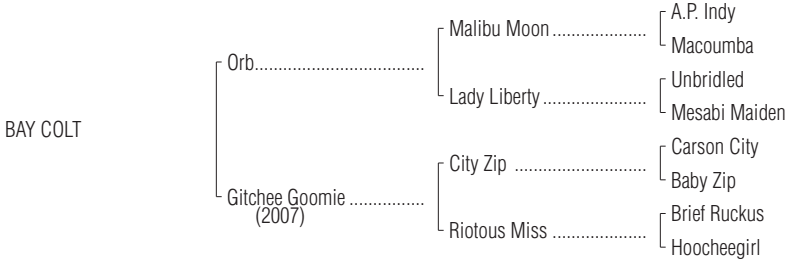 A.P. Indy
Malibu Moon ....................
Macoumba
Orb....................................
Unbridled
Lady Liberty......................
Mesabi Maiden
BAY COLT
Carson City
City Zip ............................
Baby Zip
Gitchee Goomie ................
(2007)
Brief Ruckus
Riotous Miss ....................
Hoocheegirl